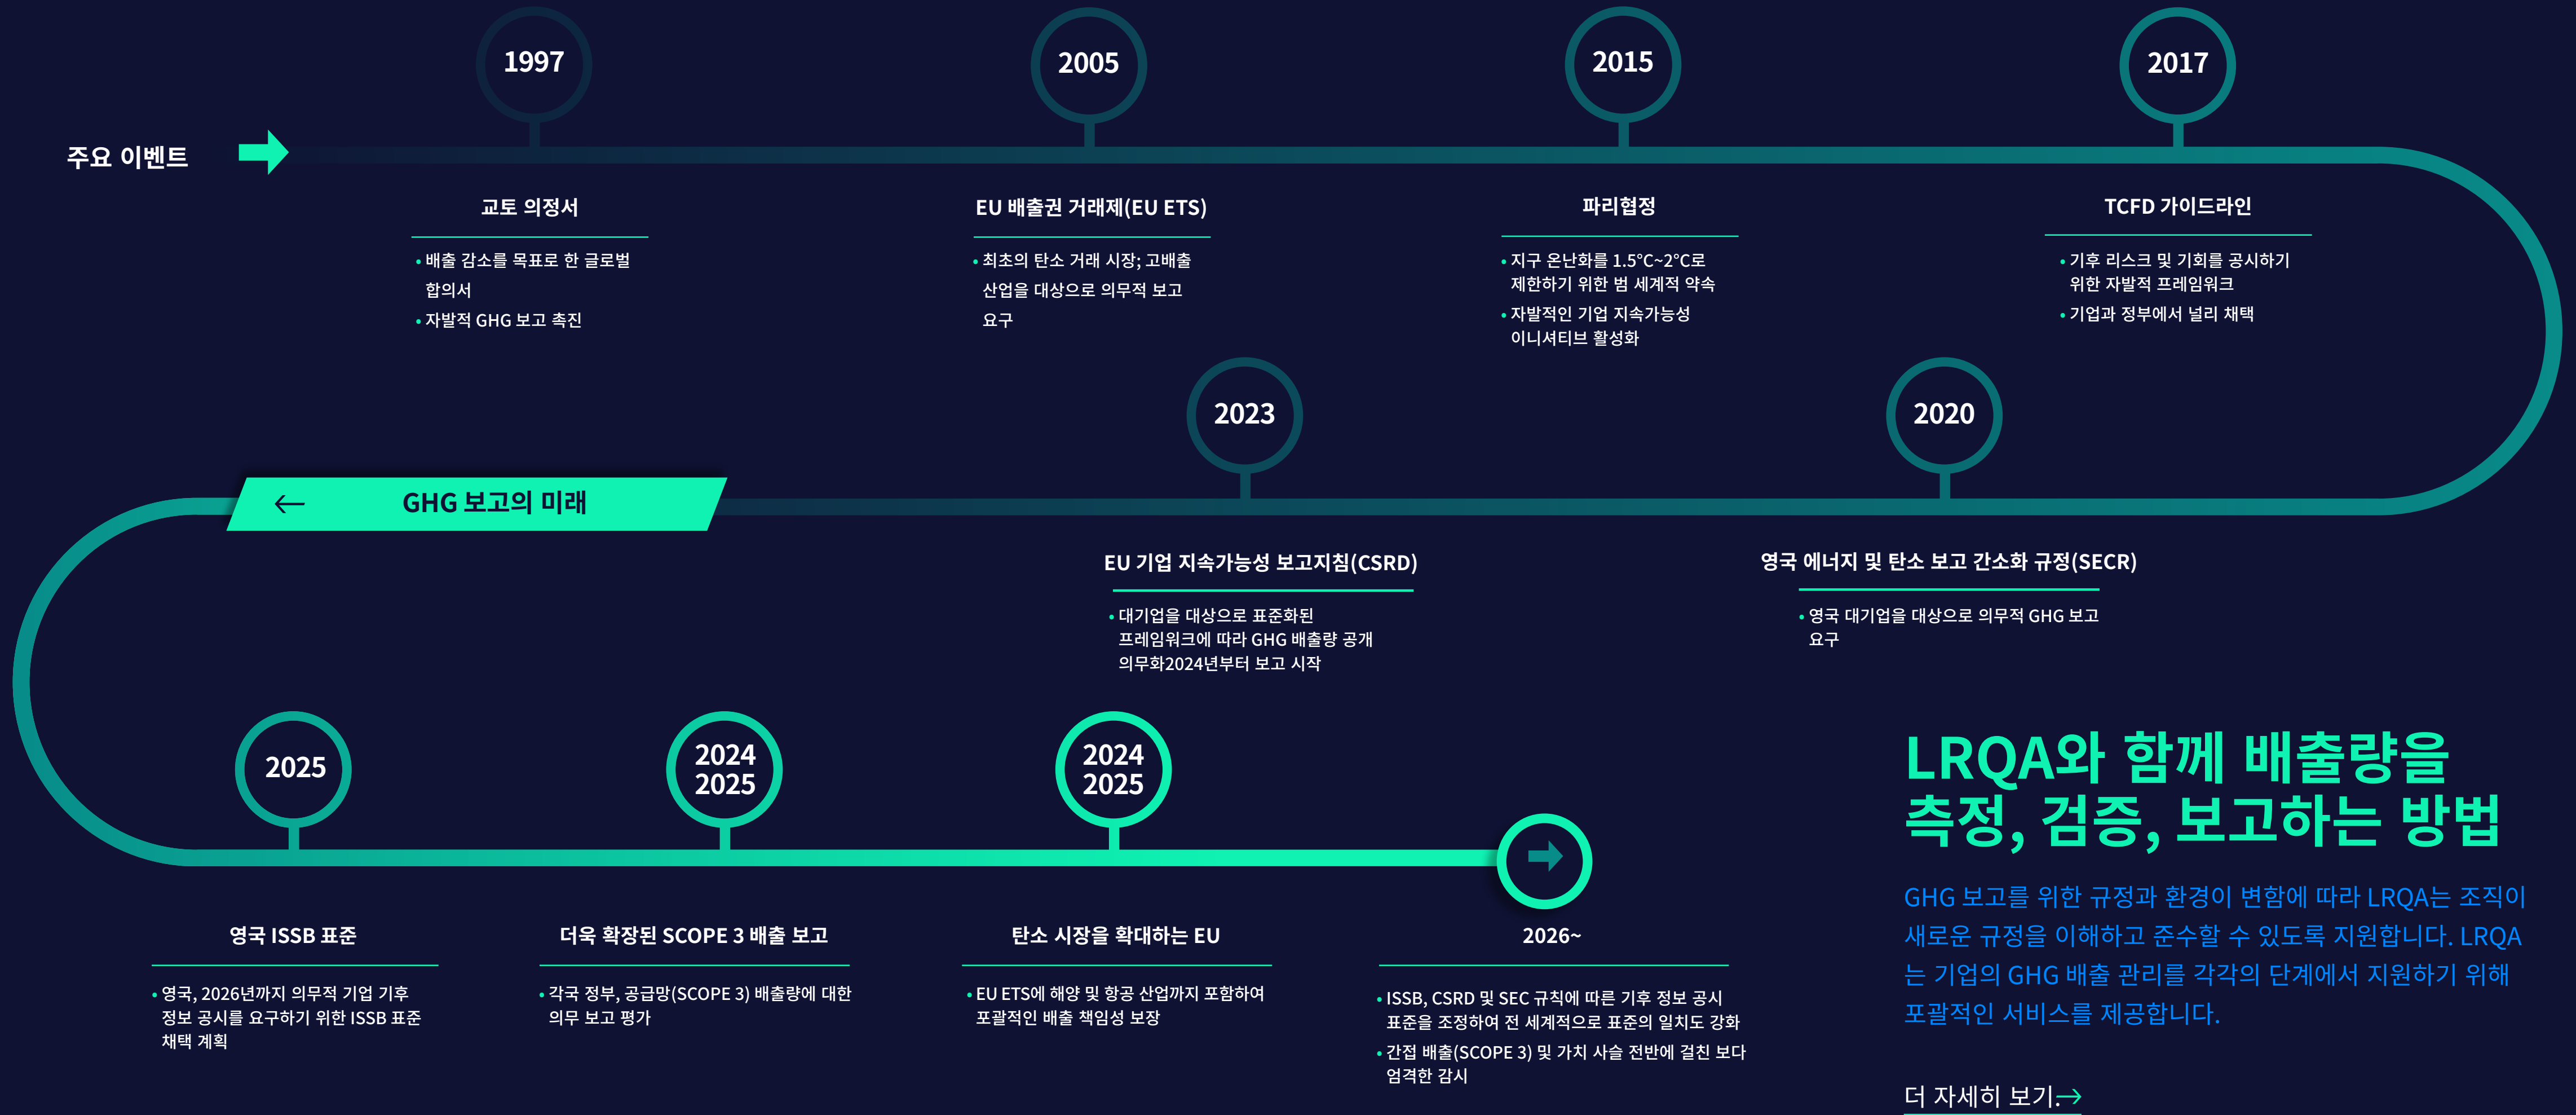 주요 이벤트
1997
교토 의정서
• 배출 감소를 목표로 한 글로벌
합의서
• 자발적 GHG 보고 촉진
2005
EU 배출권 거래제(EU ETS)
• 최초의 탄소 거래 시장; 고배출
산업을 대상으로 의무적 보고
요구
2015
파리협정
• 지구 온난화를 1.5°C~2°C로
제한하기 위한 범 세계적 약속
• 자발적인 기업 지속가능성
이니셔티브 활성화
2017
TCFD 가이드라인
• 기후 리스크 및 기회를 공시하기
위한 자발적 프레임워크
• 기업과 정부에서 널리 채택
2020
영국 에너지 및 탄소 보고 간소화 규정(SECR)
• 영국 대기업을 대상으로 의무적 GHG 보고
요구
2023
EU 기업 지속가능성 보고지침(CSRD)
• 대기업을 대상으로 표준화된
프레임워크에 따라 GHG 배출량 공개
의무화2024년부터 보고 시작
← GHG 보고의 미래
2025
영국 ISSB 표준
• 영국, 2026년까지 의무적 기업 기후
정보 공시를 요구하기 위한 ISSB 표준
채택 계획
2024
2025
더욱 확장된 SCOPE 3 배출 보고
• 각국 정부, 공급망(SCOPE 3) 배출량에 대한
의무 보고 평가
2024
2025
탄소 시장을 확대하는 EU
• EU ETS에 해양 및 항공 산업까지 포함하여
포괄적인 배출 책임성 보장
2026~
• ISSB, CSRD 및 SEC 규칙에 따른 기후 정보 공시
표준을 조정하여 전 세계적으로 표준의 일치도 강화
• 간접 배출(SCOPE 3) 및 가치 사슬 전반에 걸친 보다
엄격한 감시
LRQA와 함께 배출량을
측정, 검증, 보고하는 방법
GHG 보고를 위한 규정과 환경이 변함에 따라 LRQA는 조직이
새로운 규정을 이해하고 준수할 수 있도록 지원합니다. LRQA
는 기업의 GHG 배출 관리를 각각의 단계에서 지원하기 위해
포괄적인 서비스를 제공합니다.
더 자세히 보기.→